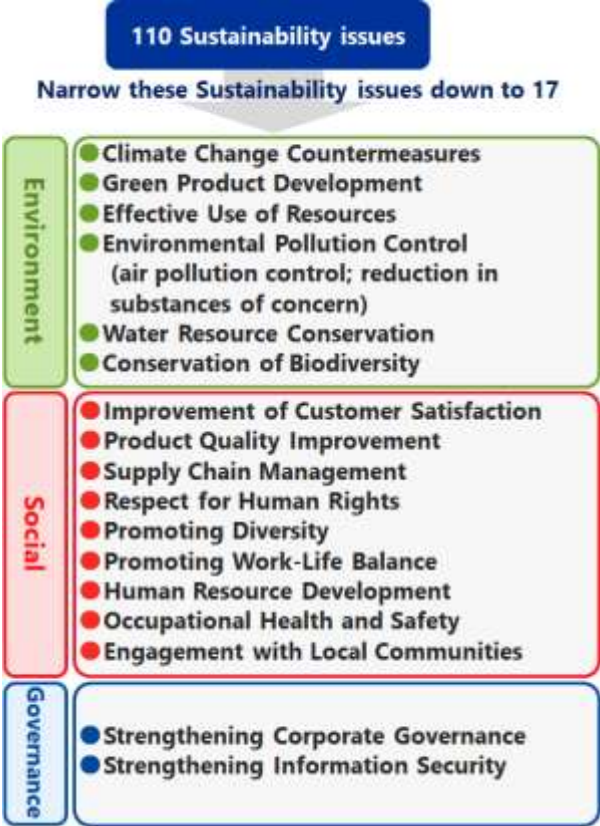 110 Sustainability issues
Narrow these Sustainability issues down to 17
Environment
●Climate Change Countermeasures
●Green Product Development
●Effective Use of Resources
●Environmental Pollution Control
(air pollution control; reduction in
substances of concern)
●Water Resource Conservation
●Conservation of Biodiversity
Social
●Improvement of Customer Satisfaction
●Product Quality Improvement
●Supply Chain Management
●Respect for Human Rights
●Promoting Diversity
●Promoting Work-Life Balance
●Human Resource Development
●Occupational Health and Safety
●Engagement with Local Communities
Governance
●Strengthening Corporate Governance
●Strengthening Information Security